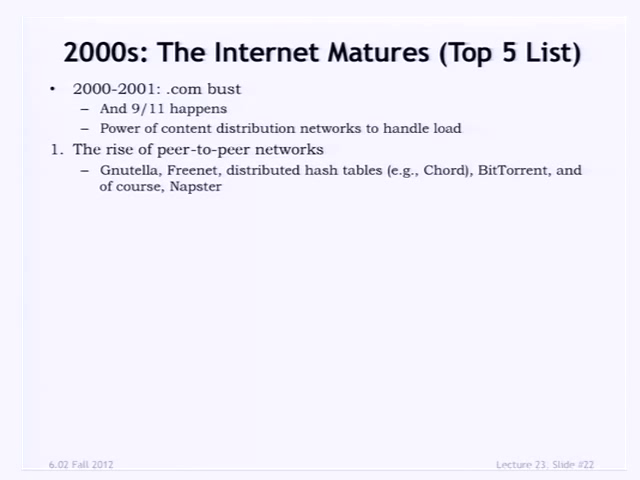 2000s: The Internet Matures (Top 5 List)
• 2000-2001: .com bust
– And 9/11 happens
– Power of content distribution networks to handle load
1. The rise of peer-to-peer networks
– Gnutella, Freenet, distributed hash tables (e.g., Chord), BitTorrent, and
of course, Napster
6.02 Fall 2012
Lecture 23, Slide #22